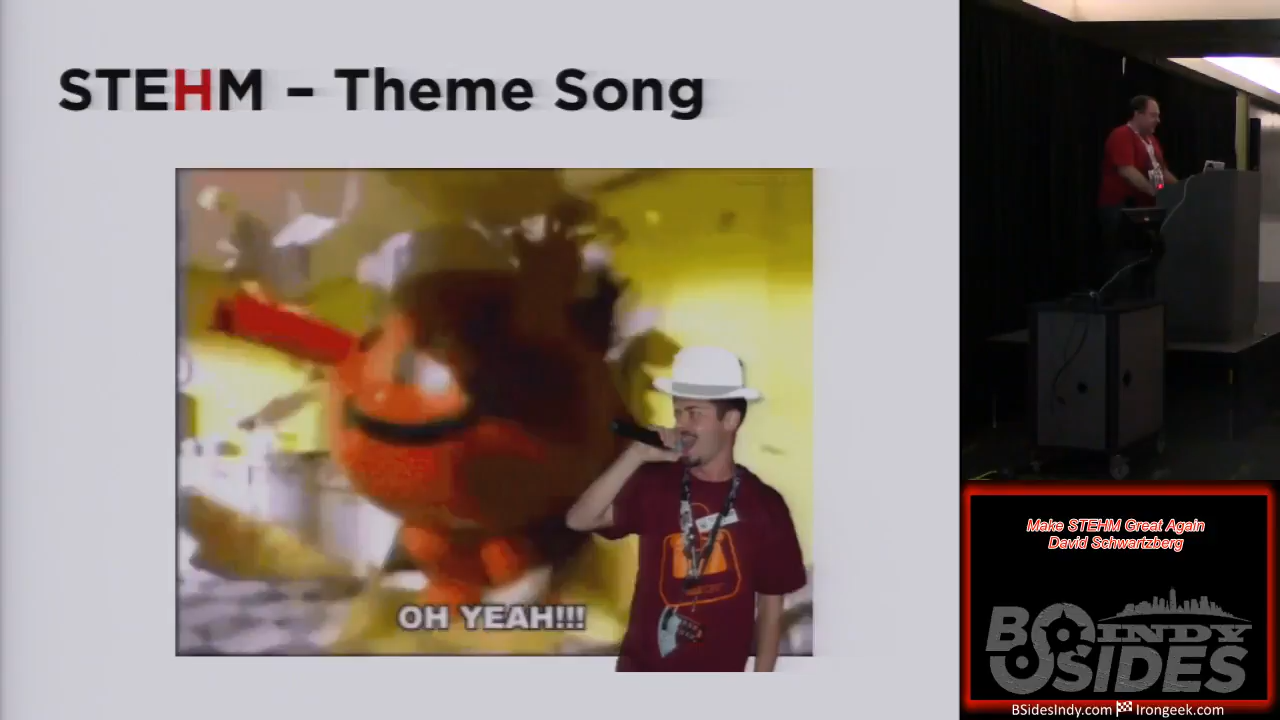 STEHM – Theme Song
OH YEAH!!!
Make STEHM Great Again
David Schwartzberg
BSIDES
INDY
BSidesIndy.com Irongeek.com